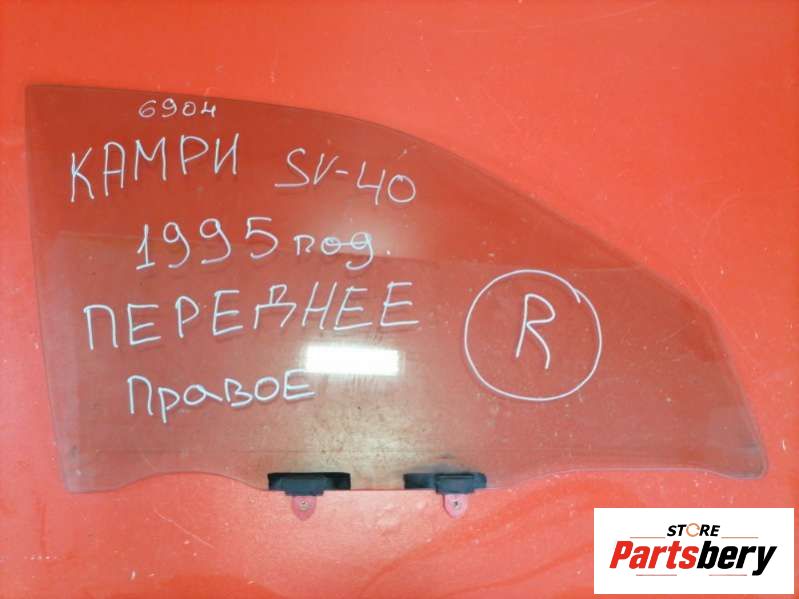 6904
КАМРИ SV-40
1995 год.
ПЕРЕДНЕЕ
ПРАВОЕ
R
STORE
Partsbery